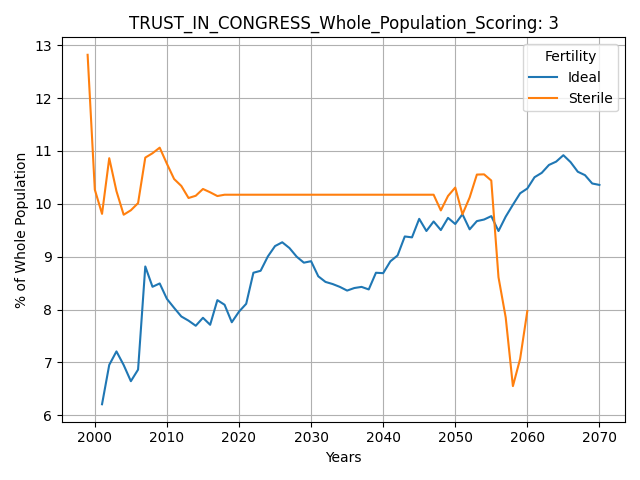 TRUST_IN_CONGRESS_Whole_Population_Scoring: 3
Fertility
Ideal
Sterile
% of Whole Population
13
12
11
10
9
8
7
6
2000 2010 2020 2030 2040 2050 2060 2070
Years